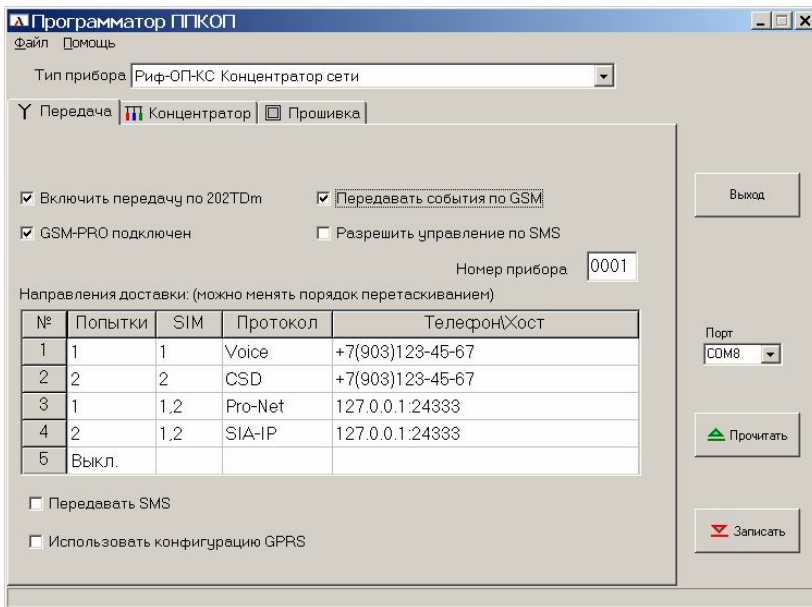 Программатор ППКОП
Файл Помощь
Тип прибора Риф-ОП-КС Концентратор сети
Передача Концентратор Прошивка
Включить передачу по 202TDm Передавать события по GSM
GSM-PRO подключен Разрешить управление по SMS
Номер прибора 0001
Направления доставки: (можно менять порядок перетаскиванием)
№ Попытки SIM Протокол Телефон\Хост
1 1 1 Voice +7(903)123-45-67
2 2 2 CSD +7(903)123-45-67
3 1 1,2 Pro-Net 127.0.0.1:24333
4 2 1,2 SIA-IP 127.0.0.1:24333
5 Выкл.
Передавать SMS
Использовать конфигурацию GPRS
Выход
Порт
COM8
Прочитать
Записать